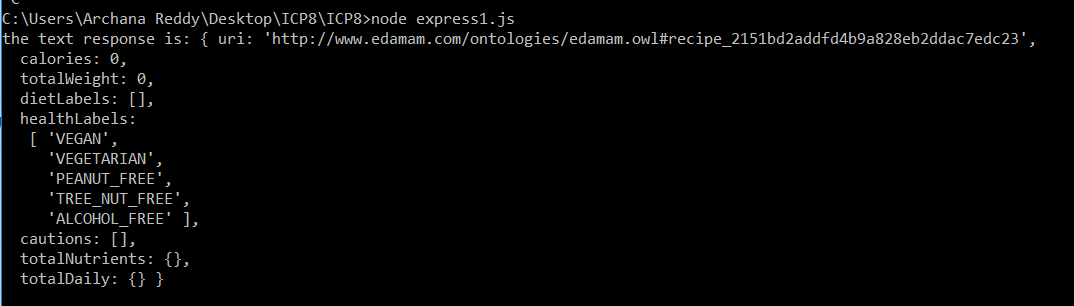 C:\Users\Archana Reddy\Desktop\ICP8\ICP8>node express1.js
the text response is: { uri: 'http://www.edamam.com/ontologies/edamam.owl#recipe_2151bd2addfd4b9a828eb2ddac7edc23',
  calories: 0,
  totalWeight: 0,
  dietLabels: [],
  healthLabels:
   [ 'VEGAN',
     'VEGETARIAN',
     'PEANUT_FREE',
     'TREE_NUT_FREE',
     'ALCOHOL_FREE' ],
  cautions: [],
  totalNutrients: {},
  totalDaily: {} }